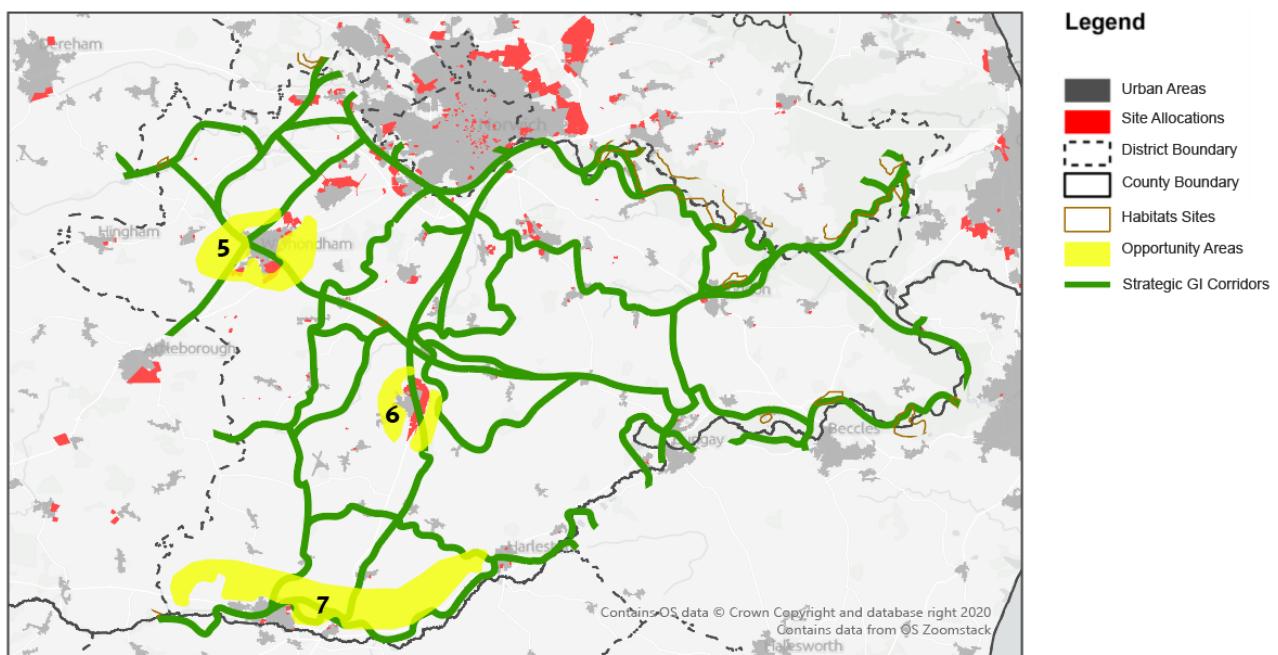 Dereham
Norwich
Hingham
5
Wymondham
Attleborough
6
Bungay
Beccles
Harleston
7
Contains OS data © Crown Copyright and database right 2020
Contains data from OS Zoomstack
Halesworth
Legend
Urban Areas
Site Allocations
District Boundary
County Boundary
Habitats Sites
Opportunity Areas
Strategic GI Corridors